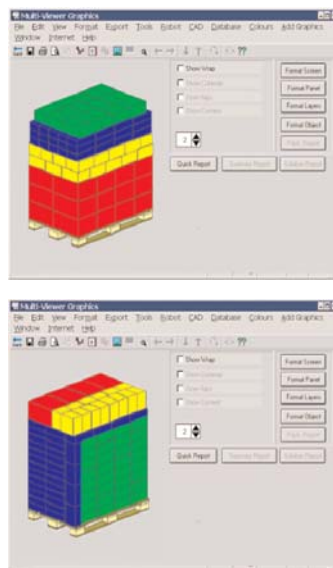 Multi-Viewer Graphics
File Edit View Format Export Tools Robot CAD Database Colours Add Graphics
Window Internet Help
Show Wrap
Format Screen
Format Panel
Format Layers
Format Object
2
Quick Report
Multi-Viewer Graphics
File Edit View Format Export Tools Robot CAD Database Colours Add Graphics
Window Internet Help
Show Wrap
Format Screen
Format Panel
Format Layers
Format Object
2
Quick Report